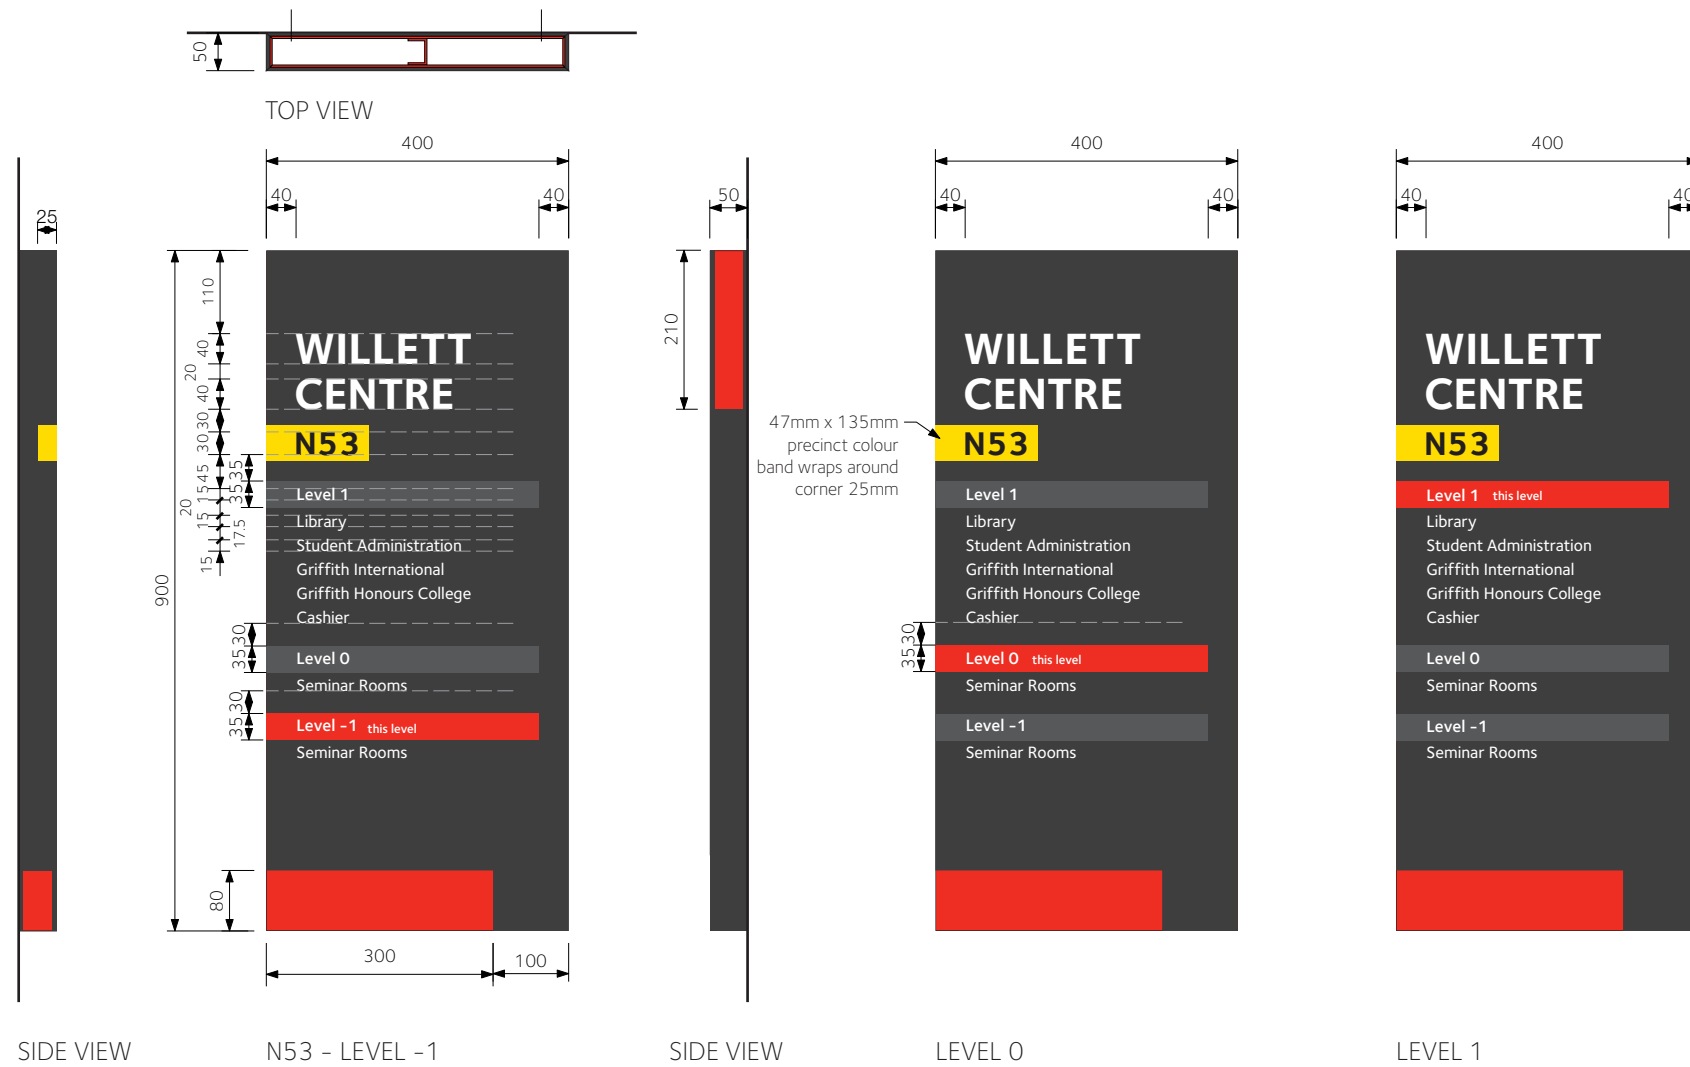 50
TOP VIEW
400
40
40
25
900
110
40
20
40
30
30
45
35
15
35
20
15
17.5
15
30
35
30
35
80
WILLETT
CENTRE
N53
Level 1
Library
Student Administration
Griffith International
Griffith Honours College
Cashier
Level 0
Seminar Rooms
Level -1 this level
Seminar Rooms
300
100
50
210
47mm x 135mm
precinct colour
band wraps around
corner 25mm
400
40
40
30
35
WILLETT
CENTRE
N53
Level 1
Library
Student Administration
Griffith International
Griffith Honours College
Cashier
Level 0 this level
Seminar Rooms
Level -1
Seminar Rooms
400
40
40
WILLETT
CENTRE
N53
Level 1 this level
Library
Student Administration
Griffith International
Griffith Honours College
Cashier
Level 0
Seminar Rooms
Level -1
Seminar Rooms
SIDE VIEW
N53 - LEVEL -1
SIDE VIEW
LEVEL 0
LEVEL 1